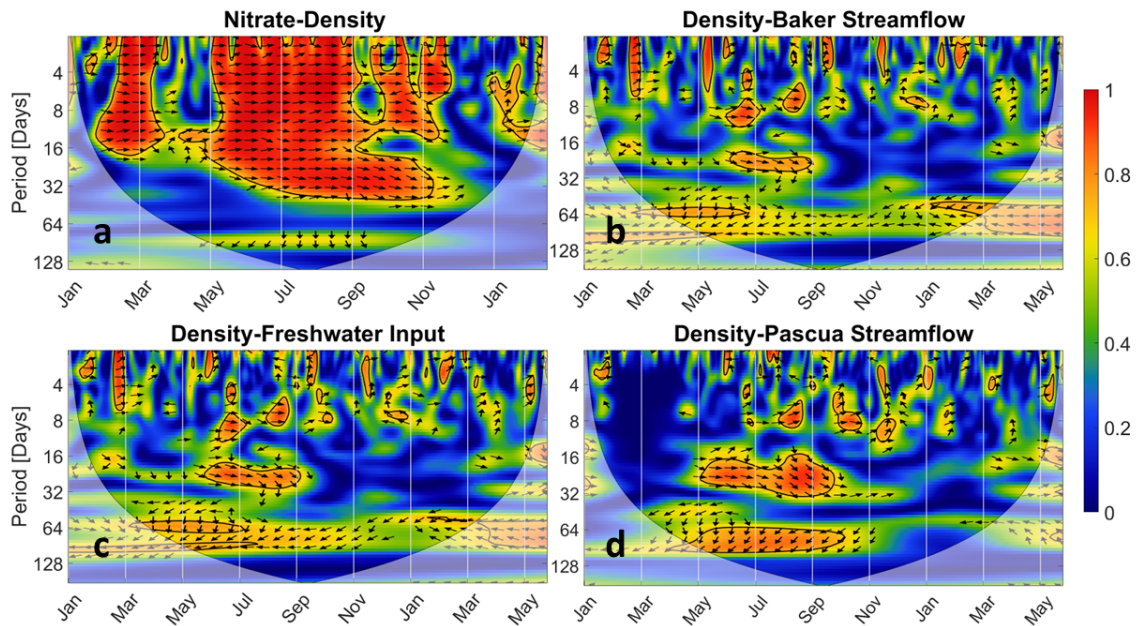 Nitrate-Density
Density-Baker Streamflow
Period [Days]
4
8
16
32
64
128
a
Jan
Mar
May
Jul
Sep
Nov
Jan
4
8
16
32
64
128
b
Jan
Mar
May
Jul
Sep
Nov
Jan
Mar
May
1
0.8
0.6
0.4
0.2
0
Density-Freshwater Input
Density-Pascua Streamflow
Period [Days]
4
8
16
32
64
128
c
Jan
Mar
May
Jul
Sep
Nov
Jan
Mar
May
4
8
16
32
64
128
d
Jan
Mar
May
Jul
Sep
Nov
Jan
Mar
May